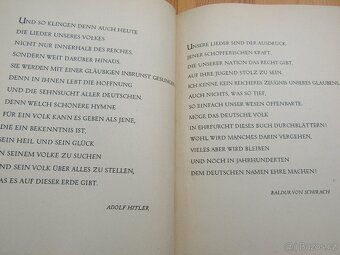 UND SO KLINGEN DENN AUCH HEUTE
DIE LIEDER UNSERES VOLKES
NICHT NUR INNERHALB DES REICHES,
SONDERN WEIT DARÜBER HINAUS.
SIE WERDEN MIT EINER GLÄUBIGEN INBRUNST GESUNGEN,
DENN IN IHNEN LEBT DIE HOFFNUNG
UND DIE SEHNSUCHT ALLER DEUTSCHEN,
DENN WELCH SCHÖNERE HYMNE
FÜR EIN VOLK KANN ES GEBEN ALS JENE,
DIE EIN BEKENNTNIS IST,
SEIN HEIL UND SEIN GLÜCK
IN SEINEM VOLKE ZU SUCHEN
UND SEIN VOLK ÜBER ALLES ZU STELLEN,
DAS ES AUF DIESER ERDE GIBT.
ADOLF HITLER
UNSERE LIEDER SIND DER AUSDRUCK
JENER SCHÖPFERISCHEN KRAFT,
DIE UNSERER NATION DAS RECHT GIBT,
AUF IHRE JUGEND STOLZ ZU SEIN.
ICH KENNE KEIN REICHERES ZEUGNIS UNSERES GLAUBENS,
AUCH NICHTS, WAS SO TIEF,
SO EINFACH UNSER WESEN OFFENBARTE.
MÖGE DAS DEUTSCHE VOLK
IN EHRFURCHT DIESES BUCH DURCHBLÄTTERN!
WOHL WIRD MANCHES DARIN VERGEHEN,
VIELES ABER WIRD BLEIBEN
UND NOCH IN JAHRHUNDERTEN
DEM DEUTSCHEN NAMEN EHRE MACHEN!
BALDUR VON SCHIRACH